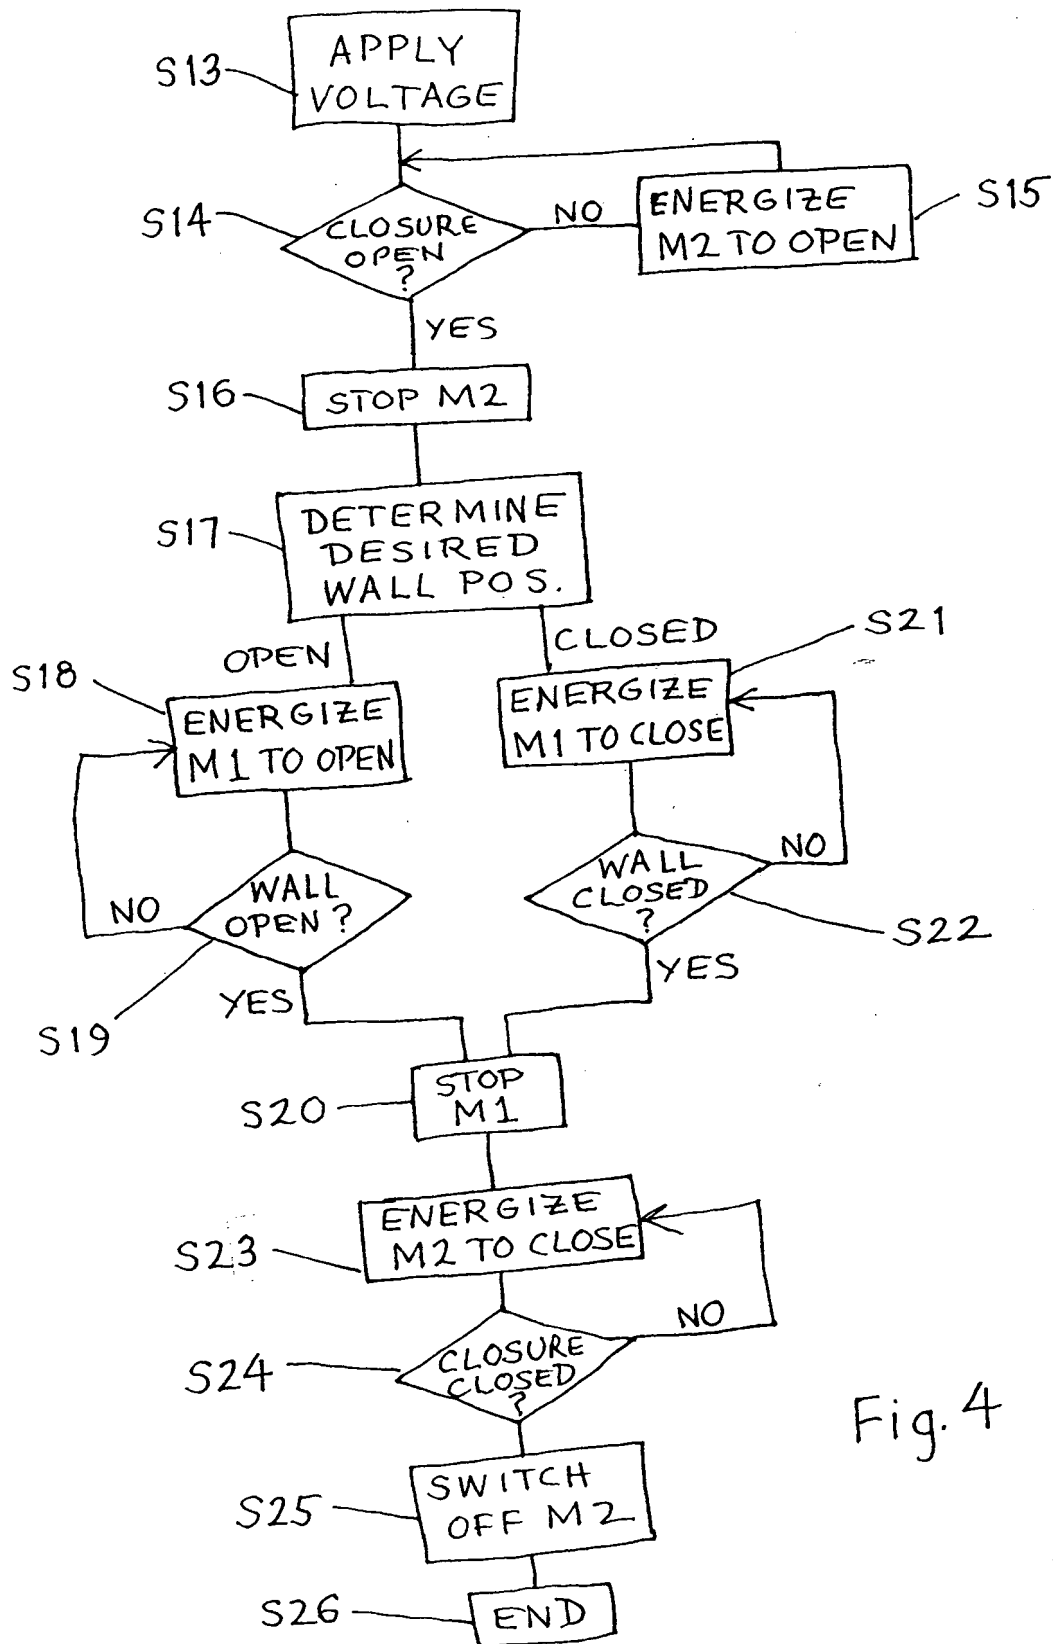 APPLY
VOLTAGE
S13
S14
CLOSURE
OPEN
?
NO
ENERGIZE
M2 TO OPEN
S15
YES
S16
STOP M2
S17
DETERMINE
DESIRED
WALL POS.
OPEN
CLOSED
S21
S18
ENERGIZE
M1 TO OPEN
ENERGIZE
M1 TO CLOSE
NO
WALL
OPEN?
WALL
CLOSED
?
NO
S22
S19
YES
YES
S20
STOP
M1
S23
ENERGIZE
M2 TO CLOSE
S24
CLOSURE
CLOSED
?
NO
Fig. 4
S25
SWITCH
OFF M2
S26
END